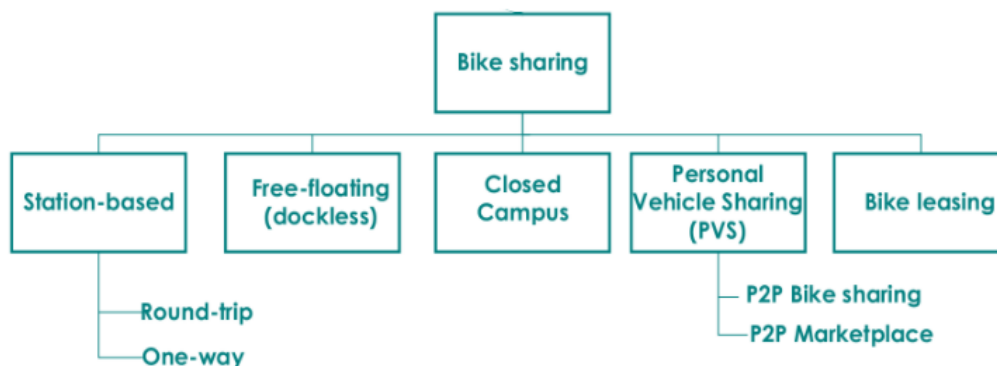 Bike sharing
Station-based
Free-floating
(dockless)
Closed
Campus
Personal
Vehicle Sharing
(PVS)
Bike leasing
Round-trip
One-way
P2P Bike sharing
P2P Marketplace